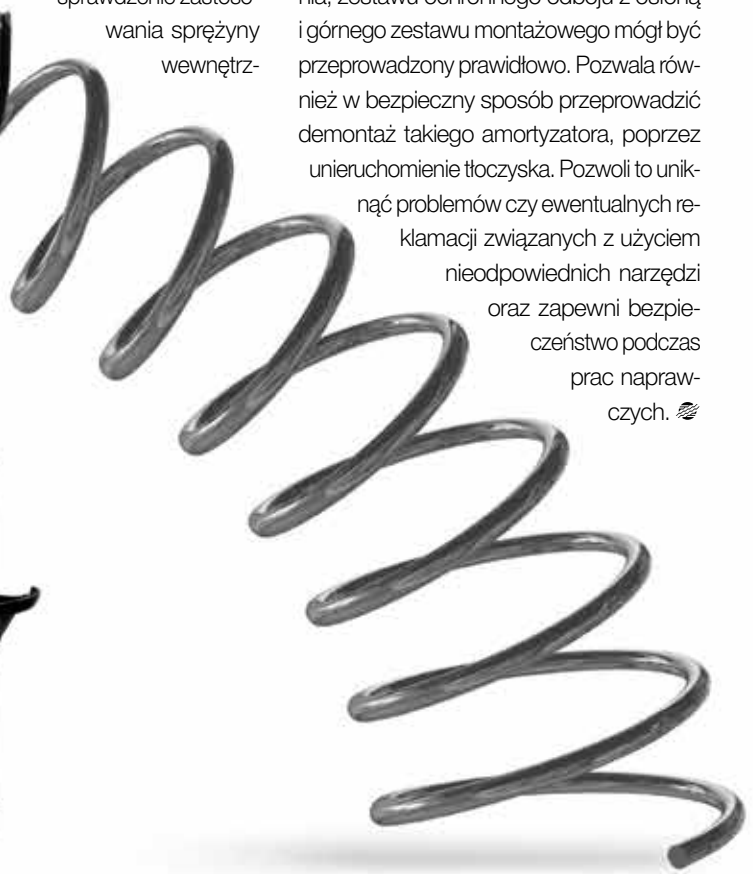 wania sprężyny
wewnętrz-
i górnego zestawu montażowego mógł być
przeprowadzony prawidłowo. Pozwala rów-
nież w bezpieczny sposób przeprowadzić
demontaż takiego amortyzatora, poprzez
unieruchomienie tłoczyska. Pozwoli to unik-
nąć problemów czy ewentualnych re-
klamacji związanych z użyciem
nieodpowiednich narzędzi
oraz zapewni bezpie-
czeństwo podczas
prac napraw-
czych.